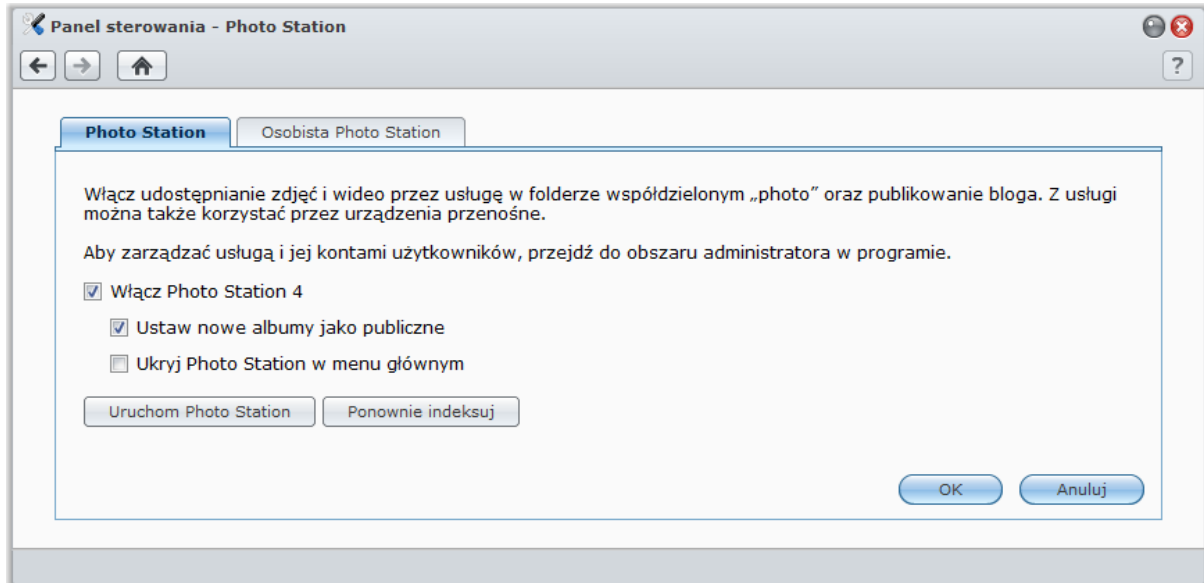 Panel sterowania - Photo Station
?
Photo Station
Osobista Photo Station
Włącz udostępnianie zdjęć i wideo przez usługę w folderze współdzielonym „photo” oraz publikowanie bloga. Z usługi
można także korzystać przez urządzenia przenośne.
Aby zarządzać usługą i jej kontami użytkowników, przejdź do obszaru administratora w programie.
Włącz Photo Station 4
Ustaw nowe albumy jako publiczne
Ukryj Photo Station w menu głównym
Uruchom Photo Station
Ponownie indeksuj
OK
Anuluj